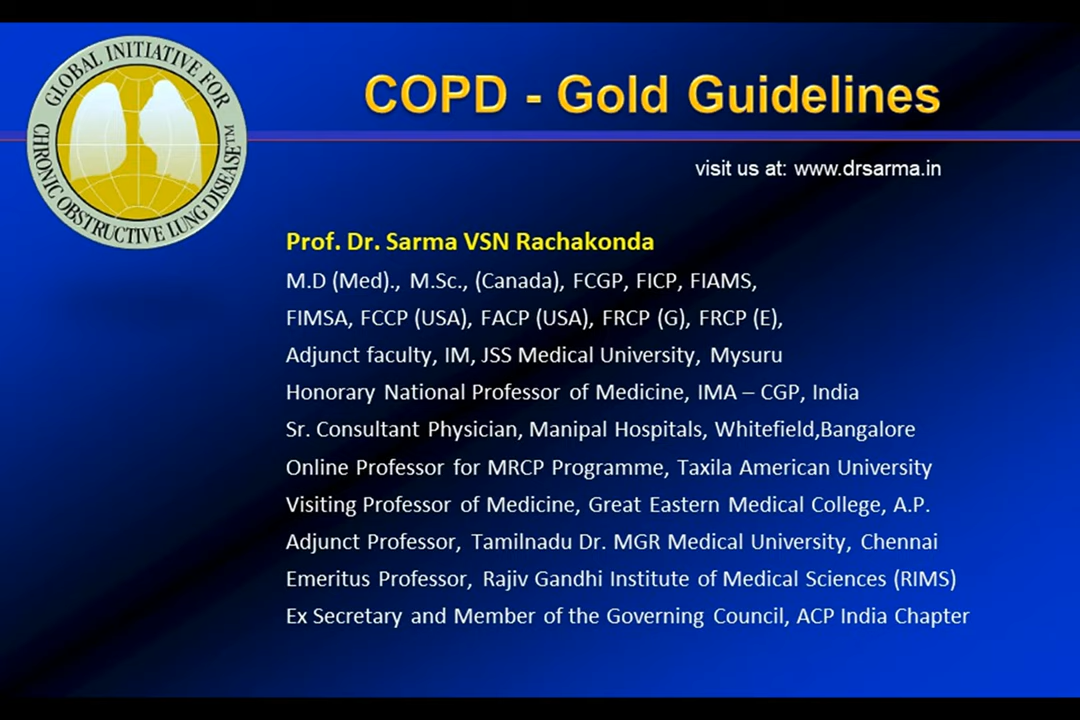 GLOBAL INITIATIVE FOR
CHRONIC OBSTRUCTIVE LUNG DISEASE™
COPD - Gold Guidelines
visit us at: www.drsarma.in
Prof. Dr. Sarma VSN Rachakonda
M.D (Med)., M.Sc., (Canada), FCGP, FICP, FIAMS,
FIMSA, FCCP (USA), FACP (USA), FRCP (G), FRCP (E),
Adjunct faculty, IM, JSS Medical University, Mysuru
Honorary National Professor of Medicine, IMA – CGP, India
Sr. Consultant Physician, Manipal Hospitals, Whitefield,Bangalore
Online Professor for MRCP Programme, Taxila American University
Visiting Professor of Medicine, Great Eastern Medical College, A.P.
Adjunct Professor, Tamilnadu Dr. MGR Medical University, Chennai
Emeritus Professor, Rajiv Gandhi Institute of Medical Sciences (RIMS)
Ex Secretary and Member of the Governing Council, ACP India Chapter